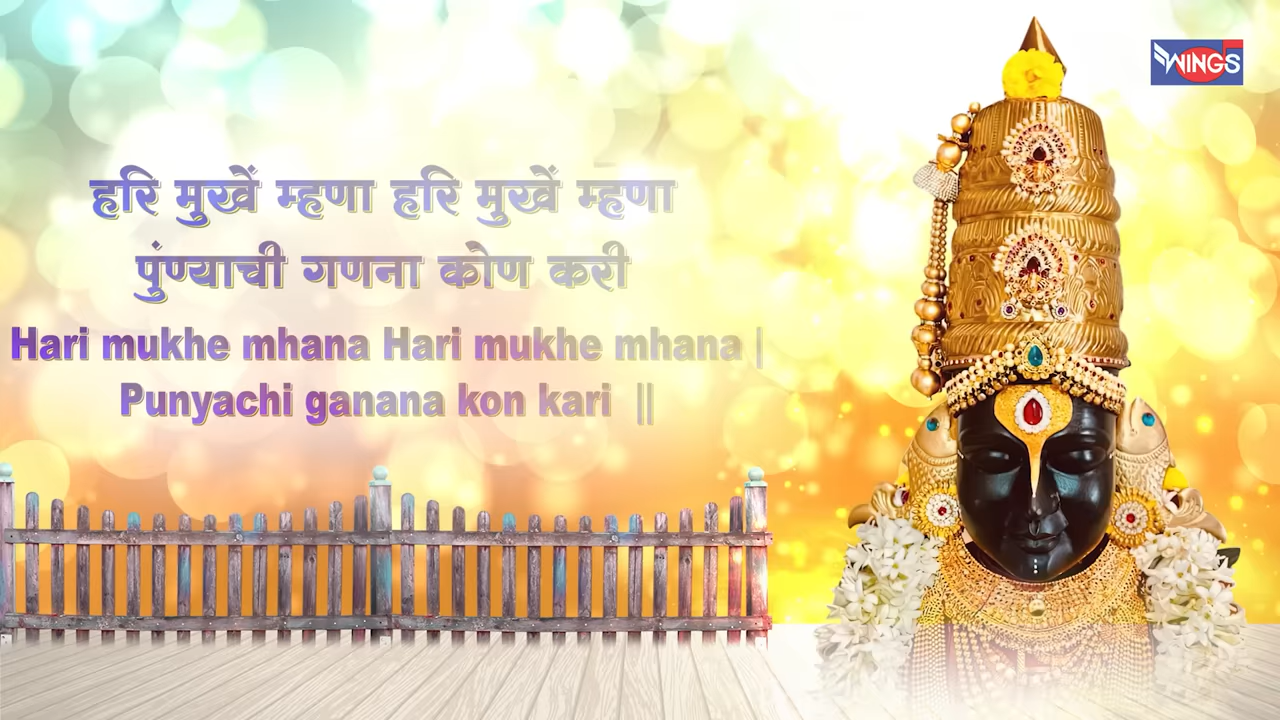 WINGS
हरि मुखें म्हणा हरि मुखें म्हणा
पुंण्याची गणना कोण करी
Hari mukhe mhana Hari mukhe mhana |
Punyachi ganana kon kari ||